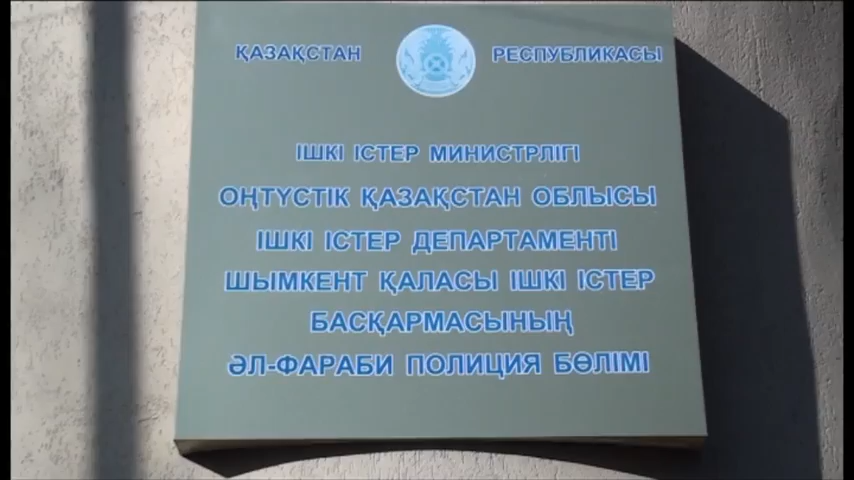 ҚАЗАҚСТАН РЕСПУБЛИКАСЫ
ІШКІ ІСТЕР МИНИСТРЛІГІ
ОҢТҮСТІК ҚАЗАҚСТАН ОБЛЫСЫ
ІШКІ ІСТЕР ДЕПАРТАМЕНТІ
ШЫМКЕНТ ҚАЛАСЫ ІШКІ ІСТЕР
БАСҚАРМАСЫНЫҢ
ӘЛ-ФАРАБИ ПОЛИЦИЯ БӨЛІМІ